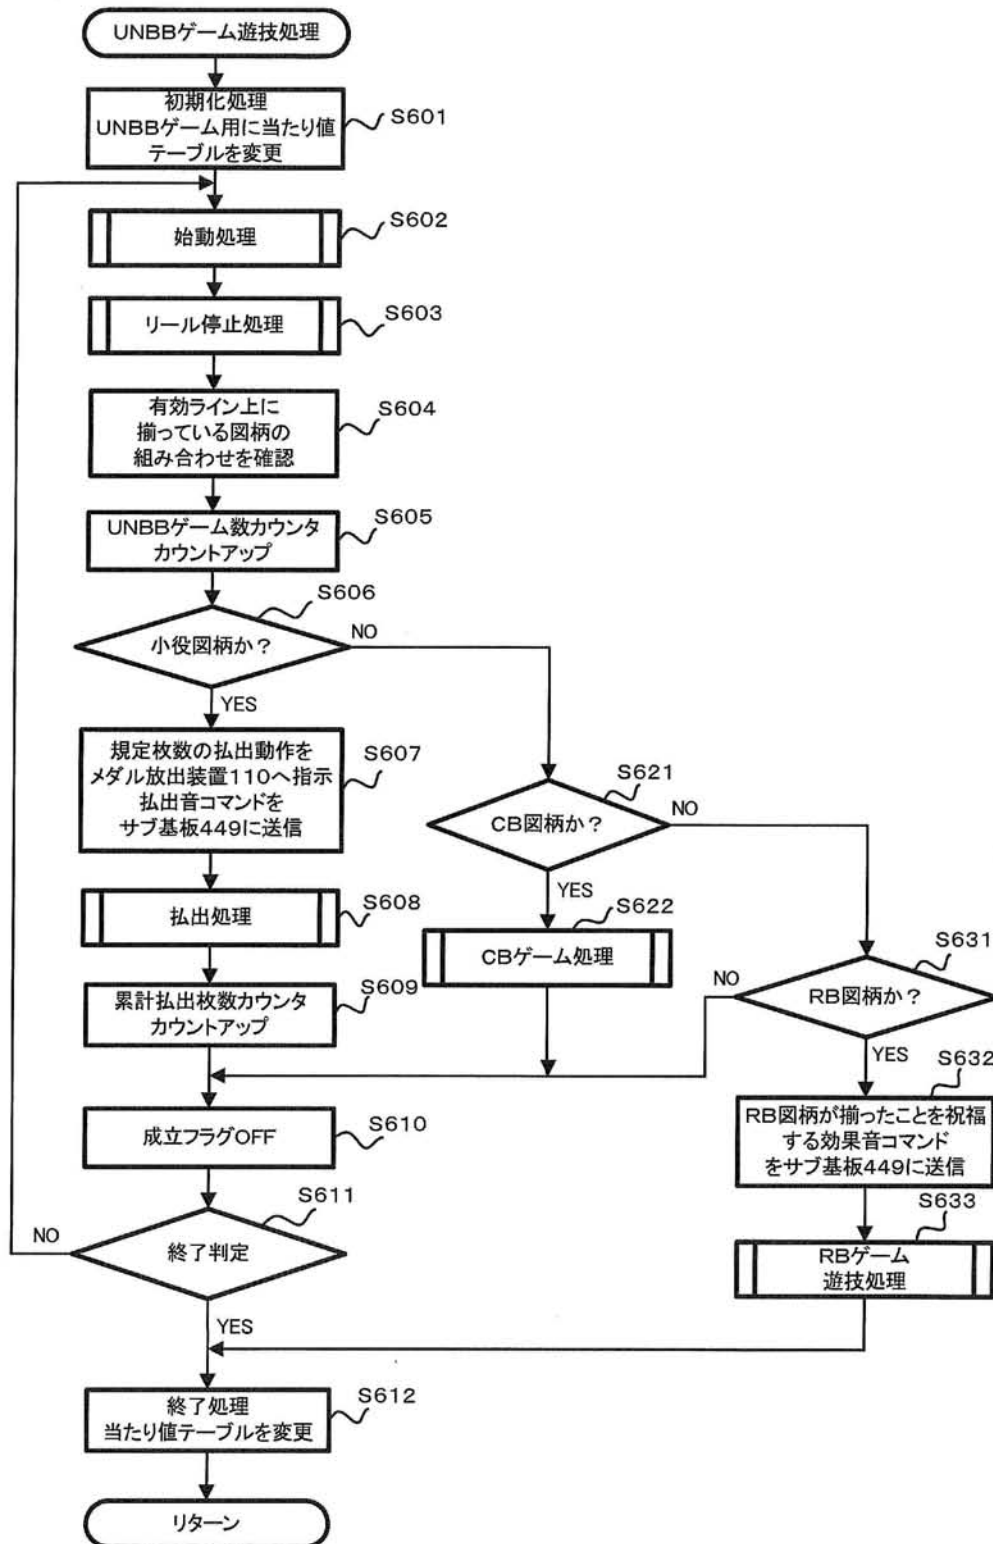 UNBBゲーム遊技処理
初期化処理
UNBBゲーム用に当たり値
テーブルを変更
S601
始動処理
S602
リール停止処理
S603
有効ライン上に
揃っている図柄の
組み合わせを確認
S604
UNBBゲーム数カウンタ
カウントアップ
S605
小役図柄か？
S606
NO
YES
規定枚数の払出動作を
メダル放出装置110へ指示
払出音コマンドを
サブ基板449に送信
S607
CB図柄か？
S621
NO
YES
払出処理
S608
CBゲーム処理
S622
累計払出枚数カウンタ
カウントアップ
S609
RB図柄か？
S631
NO
YES
成立フラグOFF
S610
RB図柄が揃ったことを祝福
する効果音コマンド
をサブ基板449に送信
S632
終了判定
S611
NO
YES
RBゲーム
遊技処理
S633
終了処理
当たり値テーブルを変更
S612
リターン